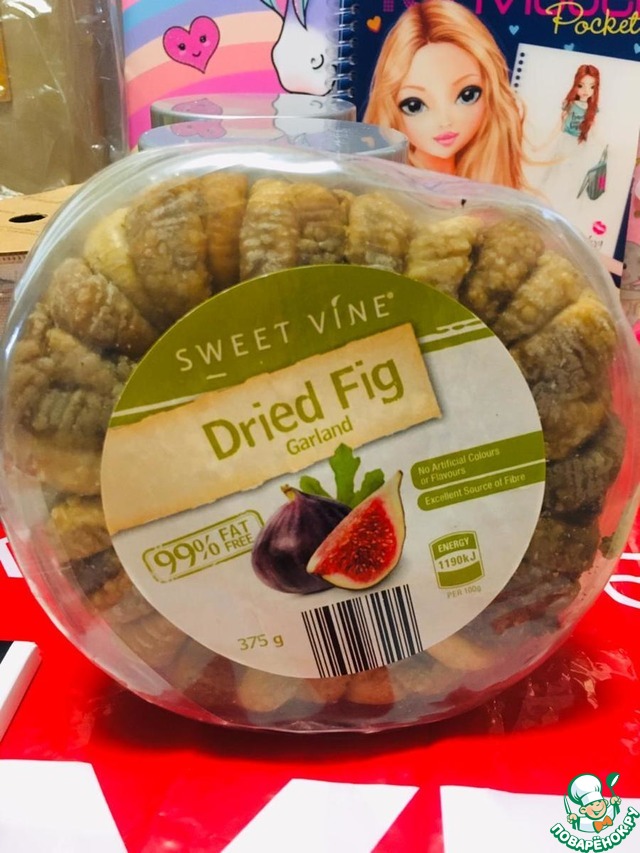 Pocket
SWEET VINE®
Dried Fig
Garland
No Artificial Colours
or Flavours
Excellent Source of Fibre
99% FAT
FREE
ENERGY
1190kJ
PER 100g
375 g
ПОВАРЁНОК.РУ